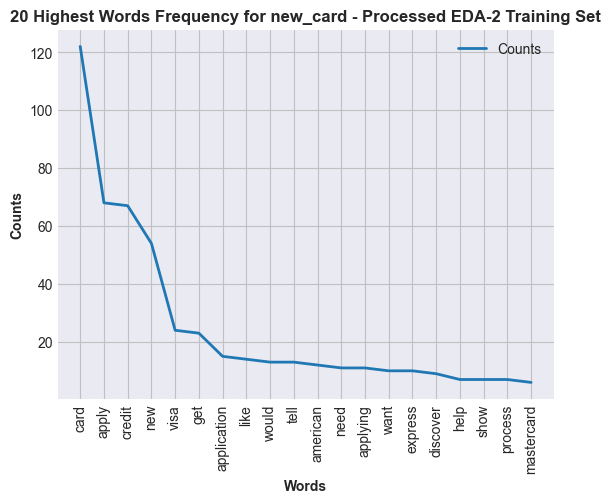 20 Highest Words Frequency for new_card - Processed EDA-2 Training Set
Counts
120
100
80
60
40
20
Counts
card
apply
credit
new
visa
get
application
like
would
tell
american
need
applying
want
express
discover
help
show
process
mastercard
Words